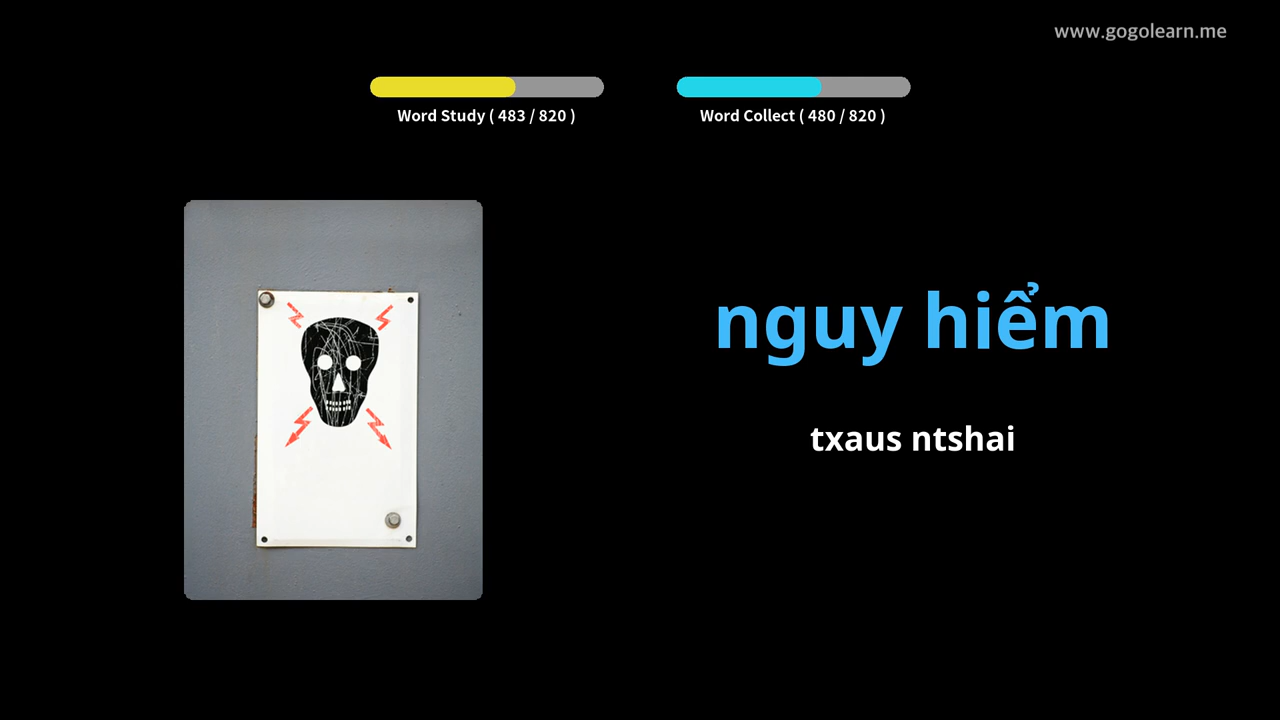 www.gogolearn.me
Word Study ( 483 / 820 )
Word Collect ( 480 / 820 )
nguy hiểm
txaus ntshai